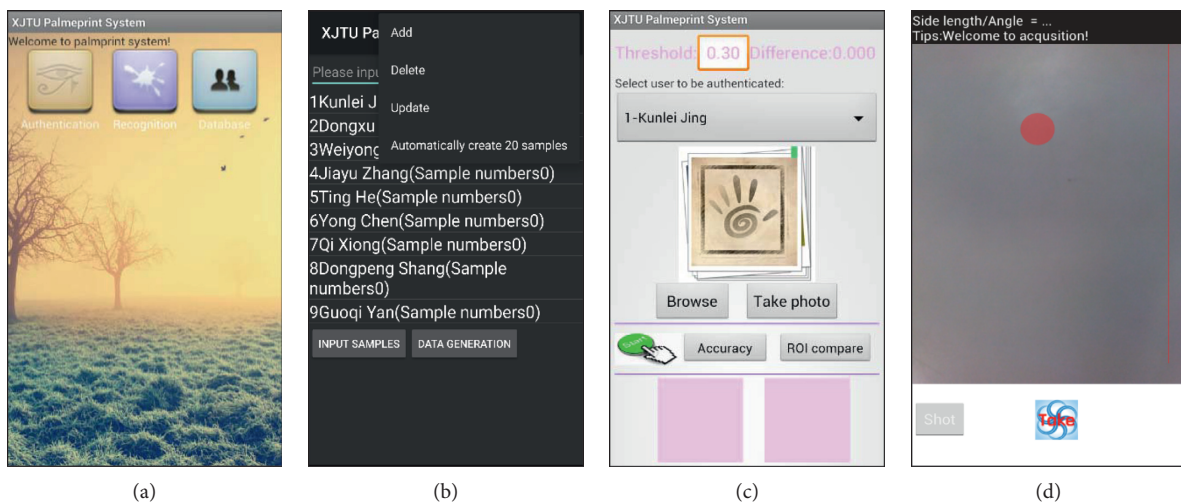 XJTU Palmeprint System
Welcome to palmprint system!
Authentication Recognition Database
(a)
XJTU Pa
Add
Please inpu
Delete
1Kunlei J
Update
2Dongxu
3Weiyong
Automatically create 20 samples
4Jiayu Zhang(Sample numbers0)
5Ting He(Sample numbers0)
6Yong Chen(Sample numbers0)
7Qi Xiong(Sample numbers0)
8Dongpeng Shang(Sample
numbers0)
9Guoqi Yan(Sample numbers0)
INPUT SAMPLES DATA GENERATION
(b)
XJTU Palmeprint System
Threshold: 0.30 Difference:0.000
Select user to be authenticated:
1-Kunlei Jing
Browse Take photo
Start Accuracy ROI compare
(c)
Side length/Angle = ...
Tips:Welcome to acqusition!
Shot Take
(d)